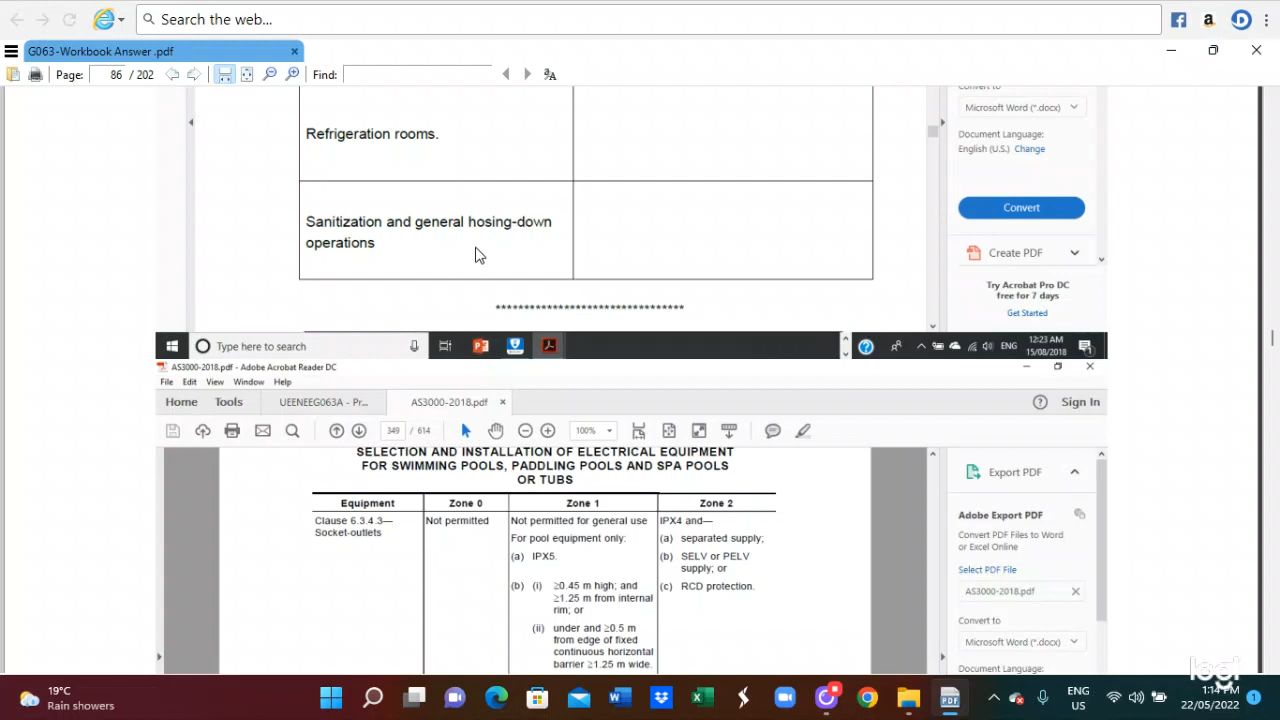 Search the web...
G063-Workbook Answer .pdf
Page: 86 / 202 Find:
Convert to
Microsoft Word (*.docx)
Document Language:
English (U.S.) Change
Convert
Create PDF
Try Acrobat Pro DC
free for 7 days
Get Started
Refrigeration rooms.
Sanitization and general hosing-down
operations
*********************************
Type here to search
ENG
12:23 AM
15/08/2018
AS3000-2018.pdf - Adobe Acrobat Reader DC
File Edit View Window Help
Home Tools UEENEEG063A - Pr... AS3000-2018.pdf × Sign In
349 / 614 100%
SELECTION AND INSTALLATION OF ELECTRICAL EQUIPMENT
FOR SWIMMING POOLS, PADDLING POOLS AND SPA POOLS
OR TUBS
Equipment Zone 0 Zone 1 Zone 2
Clause 6.3.4.3—
Socket-outlets
Not permitted
Not permitted for general use
For pool equipment only:
(a) IPX5.
(b) (i) ≥0.45 m high; and
≥1.25 m from internal
rim; or
(ii) under and ≥0.5 m
from edge of fixed
continuous horizontal
barrier ≥1.25 m wide.
IPX4 and—
(a) separated supply;
(b) SELV or PELV
supply; or
(c) RCD protection.
Export PDF
Adobe Export PDF
Convert PDF Files to Word
or Excel Online
Select PDF File
AS3000-2018.pdf
Convert to
Microsoft Word (*.docx)
Document Language:
logi
19°C
Rain showers
ENG
US
1:14 PM
22/05/2022